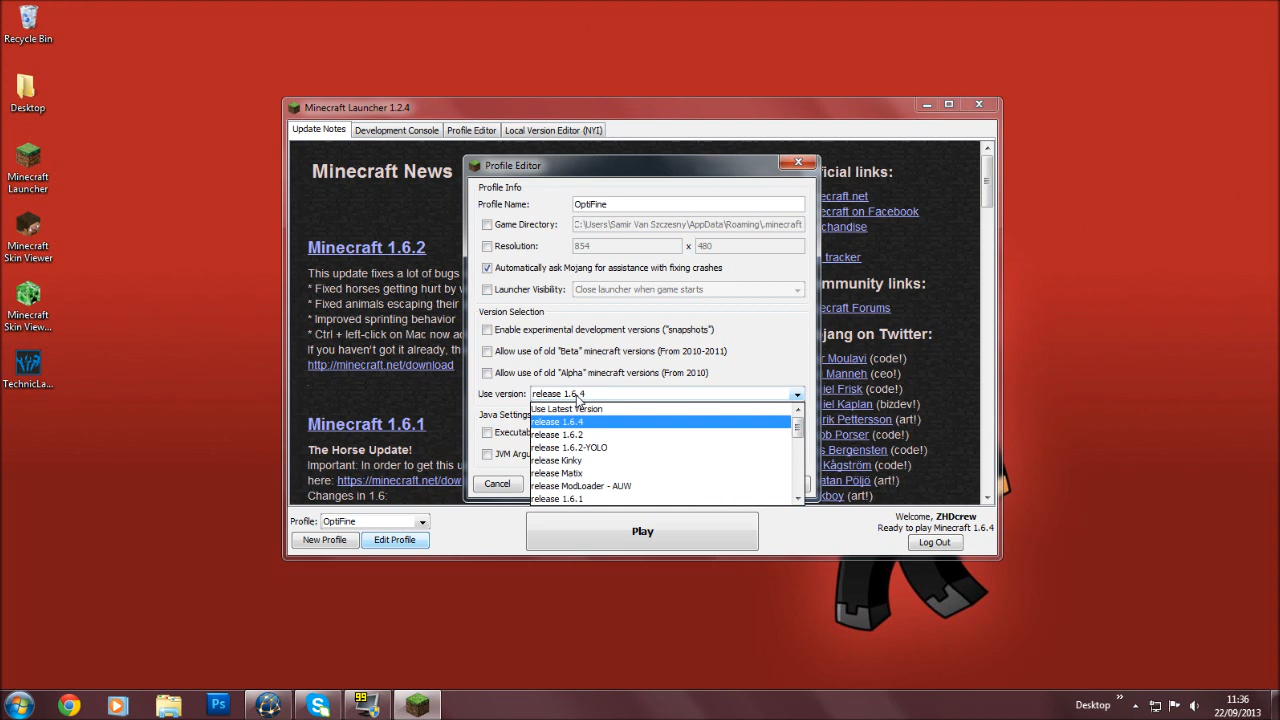 Recycle Bin
Desktop
Minecraft
Launcher
Minecraft
Skin Viewer
Minecraft
Skin View...
TechnicLa...
Minecraft Launcher 1.2.4
Update Notes
Development Console
Profile Editor
Local Version Editor (NYI)
Minecraft News
Minecraft 1.6.2
This update fixes a lot of bugs
* Fixed horses getting hurt by
* Fixed animals escaping their
* Improved sprinting behavior
* Ctrl + left-click on Mac now ac
If you haven't got it already, th
http://minecraft.net/download
Minecraft 1.6.1
The Horse Update!
Important: In order to get this u
https://minecraft.net/dow
Changes in 1.6:
Profile Editor
Profile Info
Profile Name:
OptiFine
Game Directory:
C:\Users\Samir Van Szczesny\AppData\Roaming\.minecraft
Resolution:
854
x
480
Automatically ask Mojang for assistance with fixing crashes
Launcher Visibility:
Close launcher when game starts
Version Selection
Enable experimental development versions ("snapshots")
Allow use of old "Beta" minecraft versions (From 2010-2011)
Allow use of old "Alpha" minecraft versions (From 2010)
Use version:
release 1.6.4
Use Latest Version
release 1.6.4
release 1.6.2
release 1.6.2-YOLO
release Kinky
release Matix
release ModLoader - AUW
release 1.6.1
Java Settings
Executab
JVM Argu
Cancel
ficial links:
ecraft.net
ecraft on Facebook
chandise
tracker
mmunity links:
ecraft Forums
jang on Twitter:
r Moulavi (code!)
Manneh (ceo)
iel Frisk (code!)
iel Kaplan (bizdev!)
k Pettersson (art!)
b Porser (code!)
s Bergensten (code!)
Kågström (code!)
atan Pöljö (art!)
xboy (art!)
Profile:
OptiFine
New Profile
Edit Profile
Play
Welcome, ZHDcrew
Ready to play Minecraft 1.6.4
Log Out
Ps
99
Desktop
»
11:36
22/09/2013